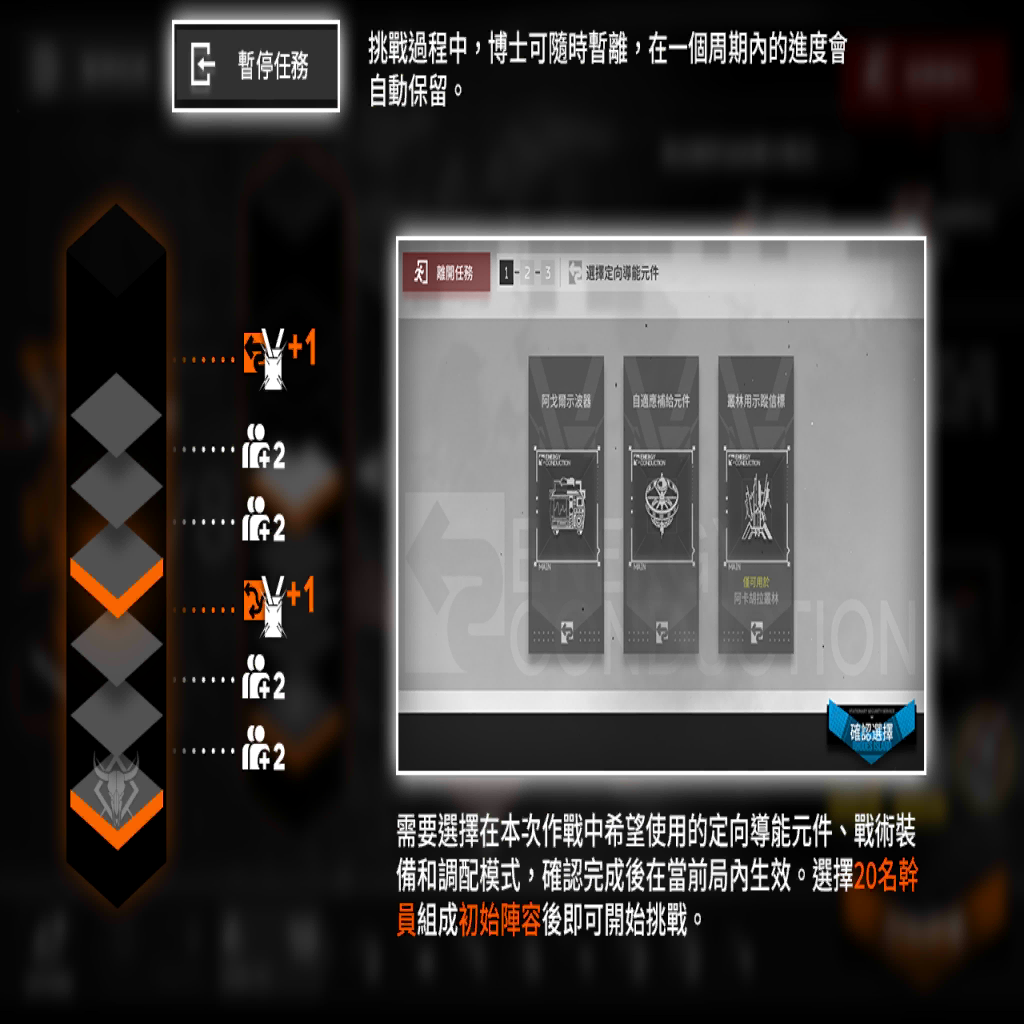 暫停任務
挑戰過程中，博士可隨時暫離，在一個周期內的進度會
自動保留。
+1
+2
+2
+1
+2
+2
離開任務
1-2-3
選擇定向導能元件
阿戈爾示波器
自適應補給元件
叢林用示蹤信標
ENERGY
CONDUCTION
ENERGY
CONDUCTION
ENERGY
CONDUCTION
MAIN
MAIN
MAIN
僅可用於
阿卡胡拉叢林
ENERGY
CONDUCTION
確認選擇
需要選擇在本次作戰中希望使用的定向導能元件、戰術裝
備和調配模式，確認完成後在當前局內生效。選擇20名幹
員組成初始陣容後即可開始挑戰。